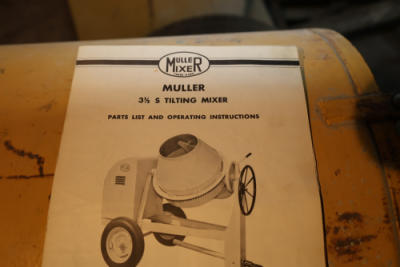 MULLER
MIXER
MULLER
3½ S TILTING MIXER
PARTS LIST AND OPERATING INSTRUCTIONS